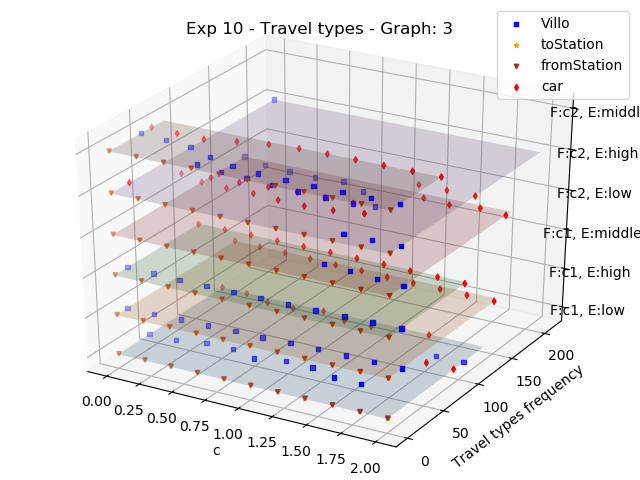 Exp 10 - Travel types - Graph: 3
Villo
toStation
fromStation
car
F:c2, E:middl
F:c2, E:high
F:c2, E:low
F:c1, E:middle
F:c1, E:high
F:c1, E:low
0.00
0.25
0.50
0.75
1.00
1.25
1.50
1.75
2.00
c
0
50
100
150
200
Travel types frequency